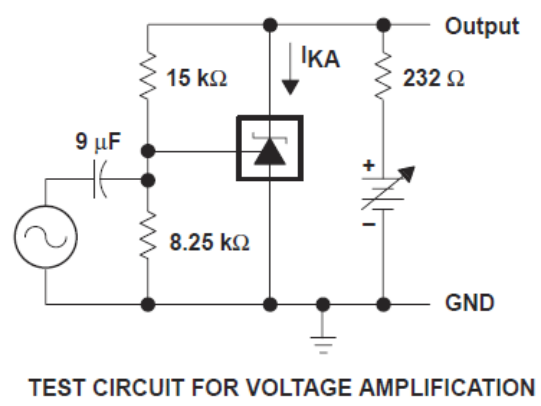 Output
IKA
15 kΩ
232 Ω
9 μF
+
8.25 kΩ
−
GND
TEST CIRCUIT FOR VOLTAGE AMPLIFICATION